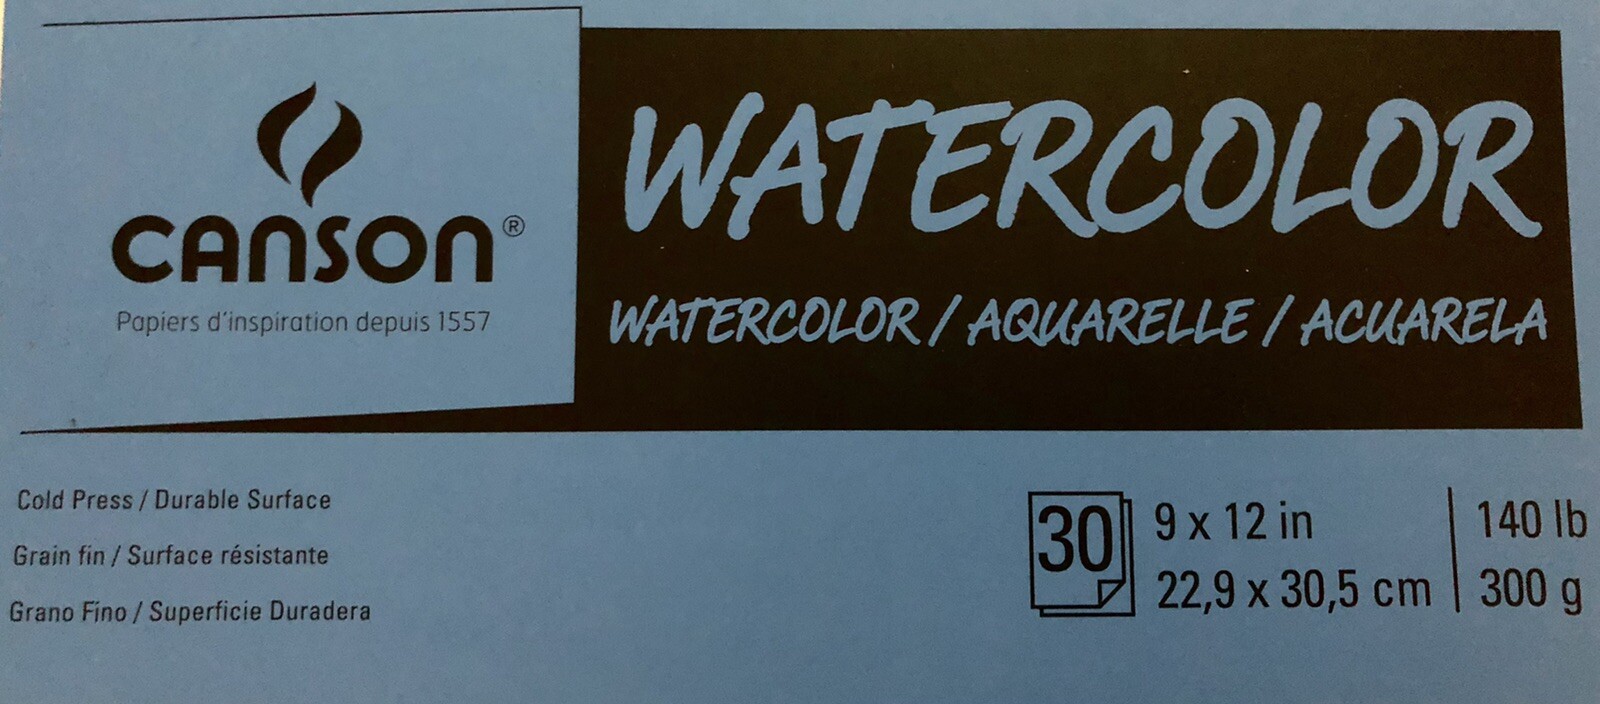 CANSON®
Papiers d'inspiration depuis 1557
WATERCOLOR
WATERCOLOR / AQUARELLE / ACUARELA
Cold Press / Durable Surface
Grain fin / Surface résistante
Grano Fino / Superficie Duradera
30
9 x 12 in
22,9 x 30,5 cm
140 lb
300 g